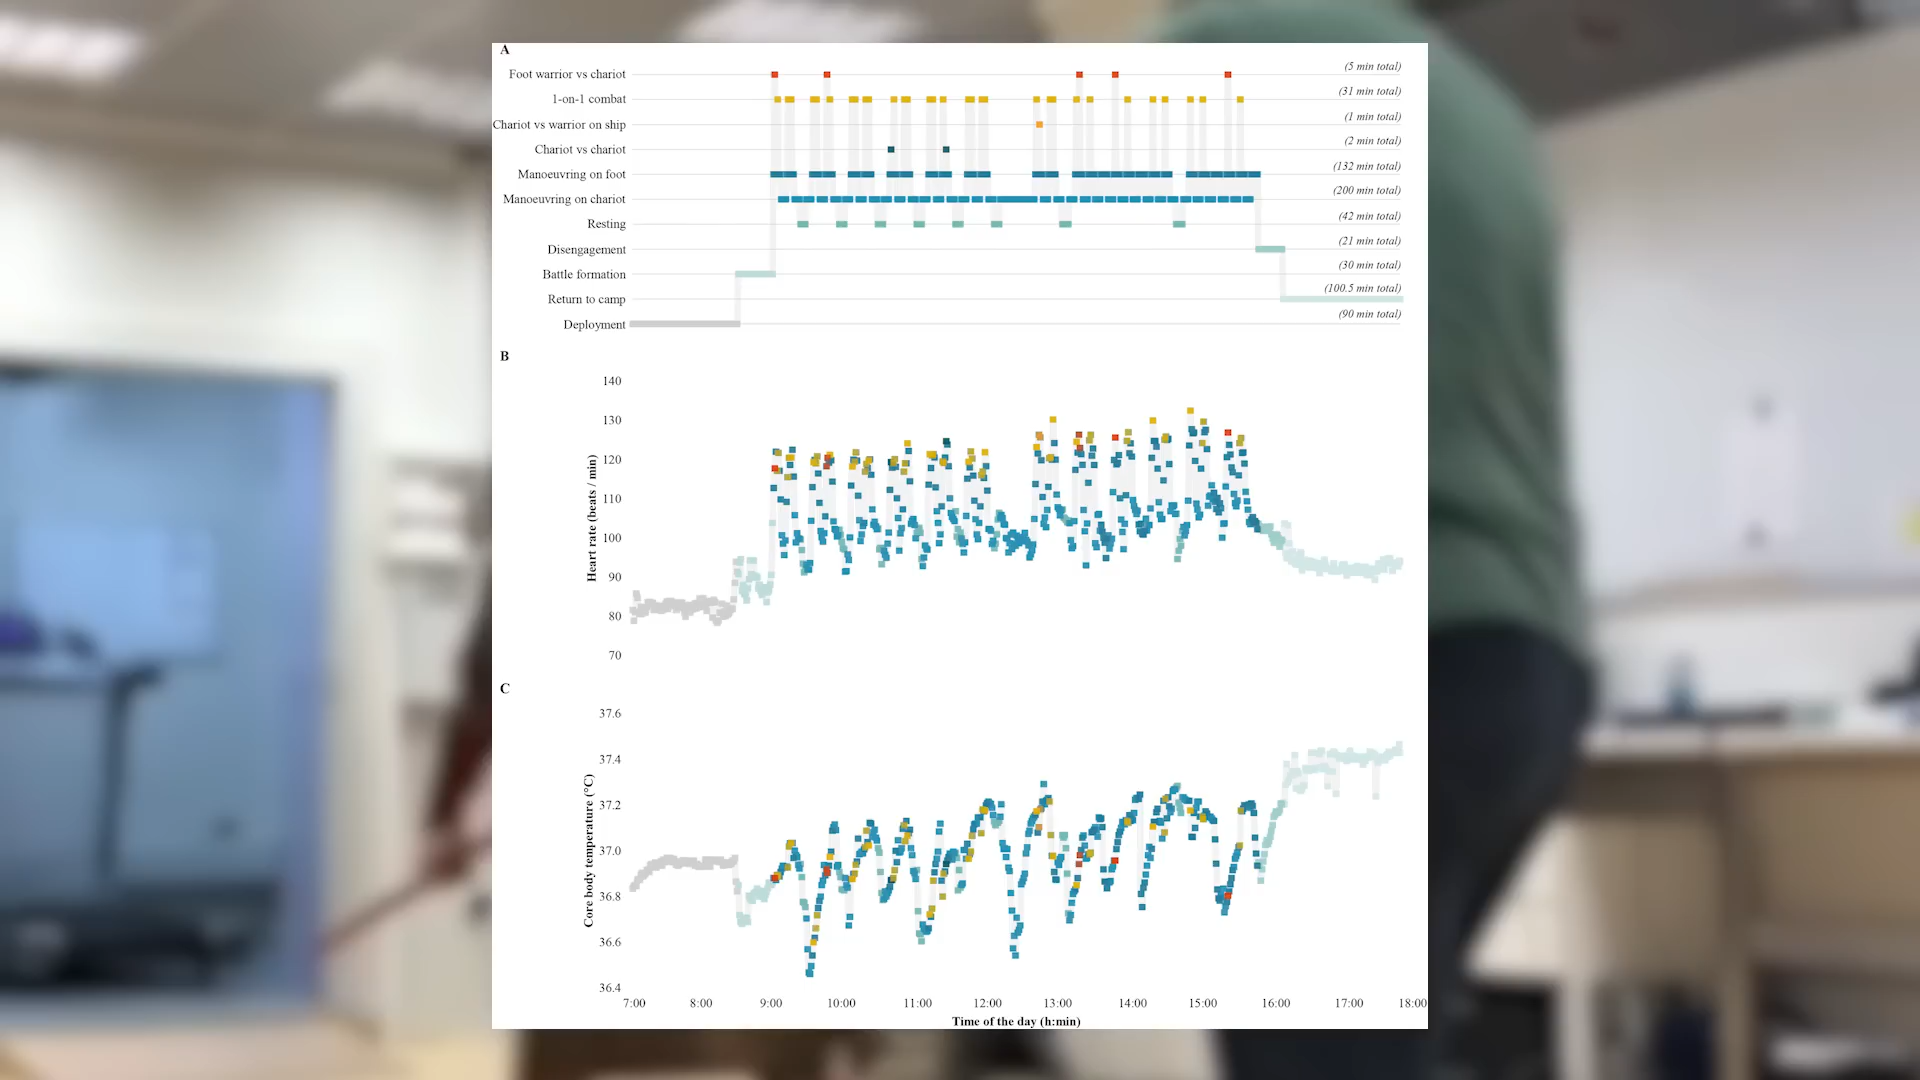 A
Foot warrior vs chariot (5 min total)
1-on-1 combat (31 min total)
Chariot vs warrior on ship (1 min total)
Chariot vs chariot (2 min total)
Manoeuvring on foot (132 min total)
Manoeuvring on chariot (200 min total)
Resting (42 min total)
Disengagement (21 min total)
Battle formation (30 min total)
Return to camp (100.5 min total)
Deployment (90 min total)
B
Heart rate (beats / min)
140
130
120
110
100
90
80
70
C
Core body temperature (°C)
37.6
37.4
37.2
37.0
36.8
36.6
36.4
7:00 8:00 9:00 10:00 11:00 12:00 13:00 14:00 15:00 16:00 17:00 18:00
Time of the day (h:min)